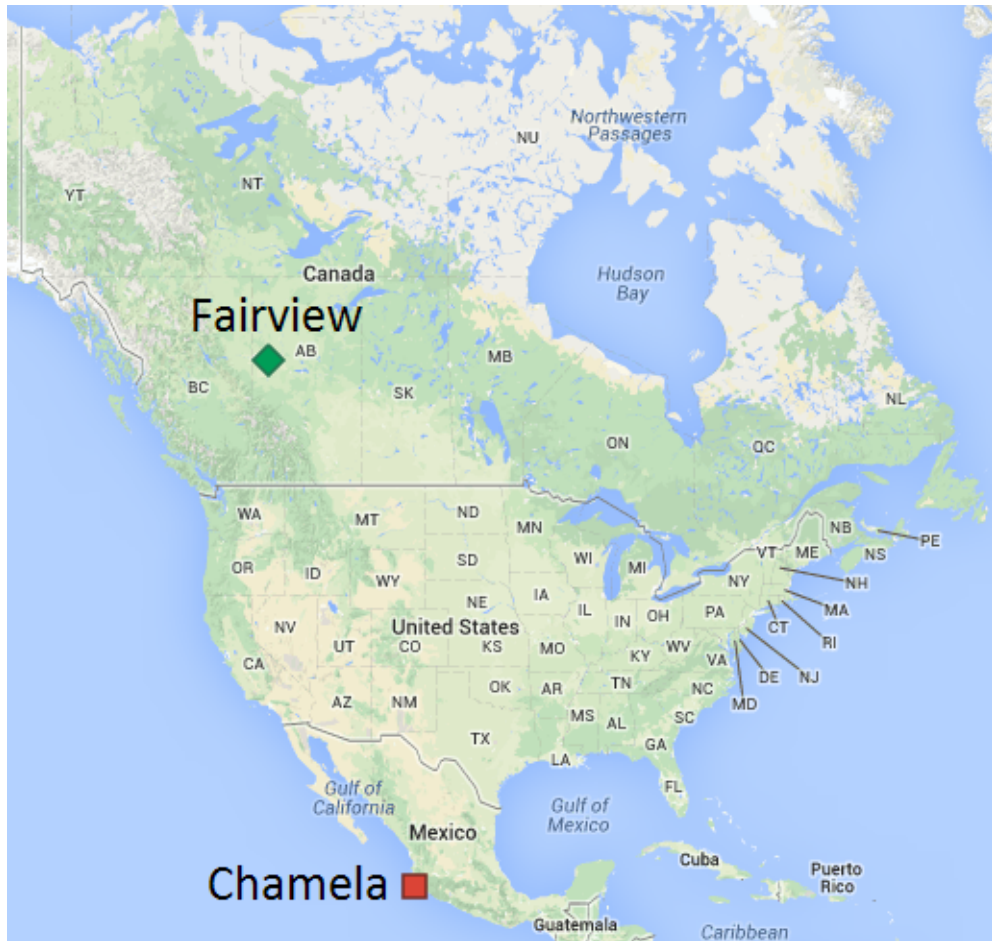 Northwestern
Passages
NU
NT
YT
Canada
Hudson
Bay
Fairview
AB
MB
BC
SK
NL
ON
QC
WA
MT
ND
MN
NB
PE
VT
ME
NS
OR
ID
SD
WI
MI
NY
NH
WY
MA
NE
IA
IL
IN
OH
PA
CT
RI
NV
UT
CO
United States
KS
MO
KY
WV
VA
DE
NJ
CA
MD
AZ
NM
OK
AR
TN
NC
MS
AL
SC
TX
GA
LA
FL
Gulf of
California
Gulf of
Mexico
Mexico
Cuba
Puerto
Rico
Chamela
Guatemala
Caribbean